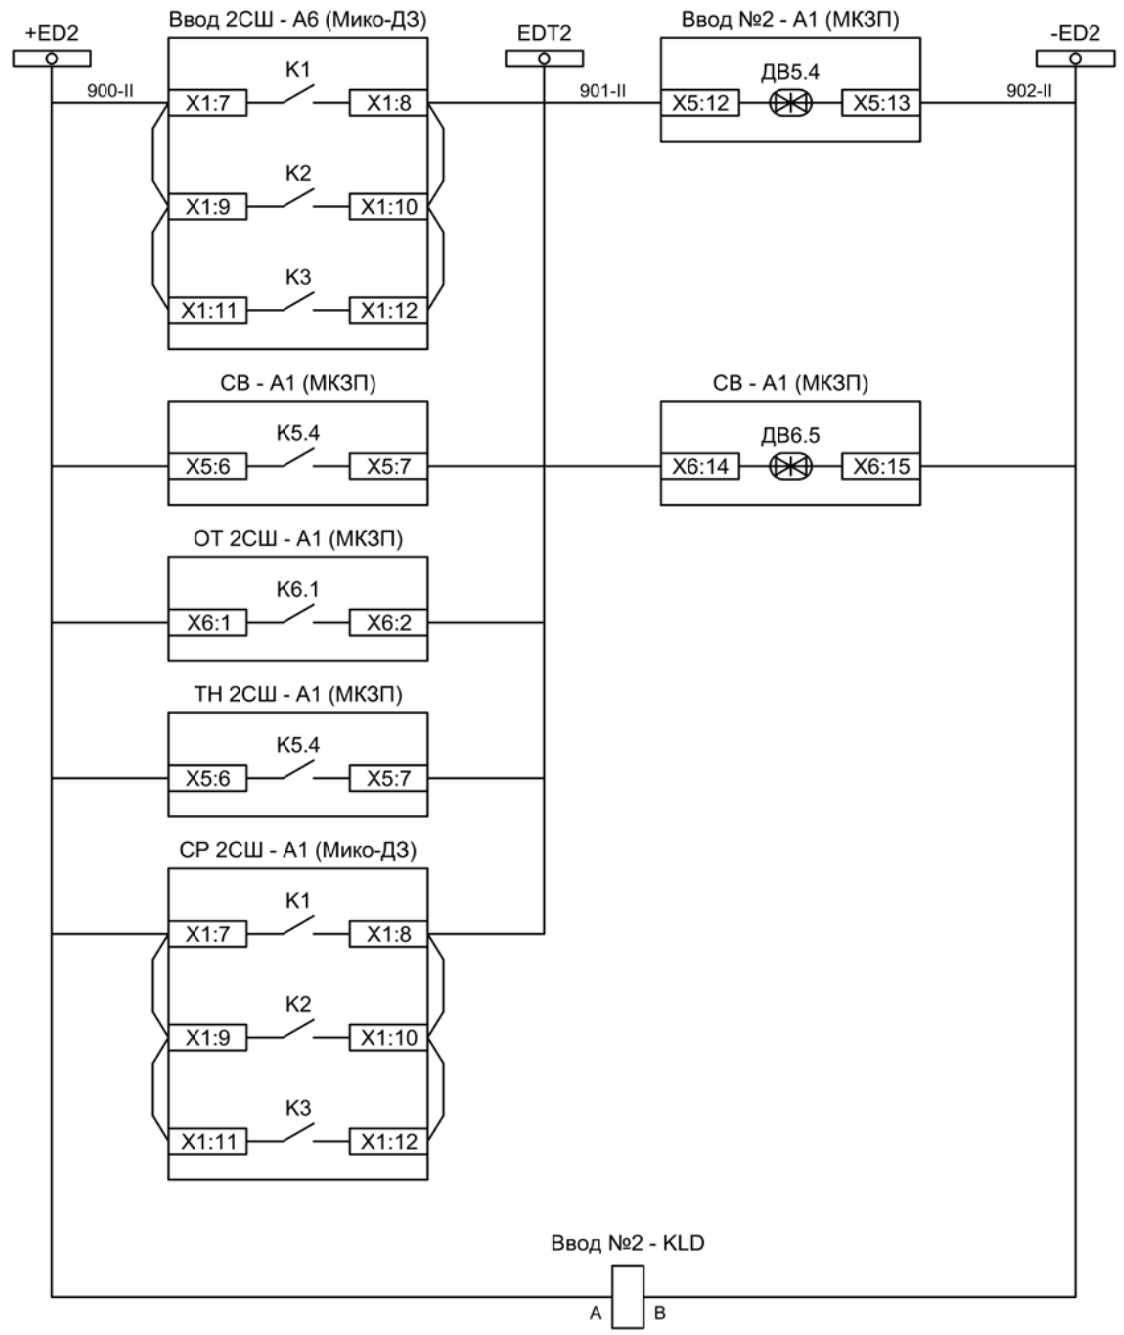 +ED2
Ввод 2СШ - А6 (Мико-ДЗ)
EDT2
Ввод №2 - А1 (МКЗП)
-ED2
900-II
K1
X1:7
X1:8
901-II
ДВ5.4
X5:12
X5:13
902-II
K2
X1:9
X1:10
K3
X1:11
X1:12
СВ - А1 (МКЗП)
СВ - А1 (МКЗП)
K5.4
X5:6
X5:7
ДВ6.5
X6:14
X6:15
ОТ 2СШ - А1 (МКЗП)
K6.1
X6:1
X6:2
ТН 2СШ - А1 (МКЗП)
K5.4
X5:6
X5:7
СР 2СШ - А1 (Мико-ДЗ)
K1
X1:7
X1:8
K2
X1:9
X1:10
K3
X1:11
X1:12
Ввод №2 - KLD
A
B